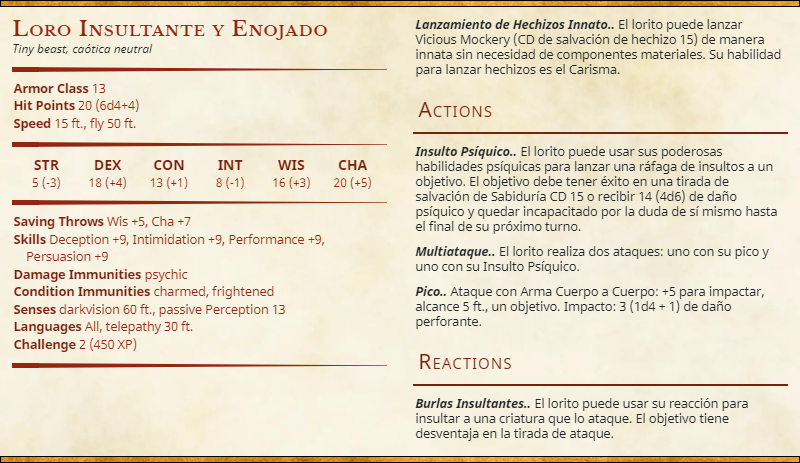 Loro Insultante y Enojado
Tiny beast, caótica neutral
Armor Class 13
Hit Points 20 (6d4+4)
Speed 15 ft., fly 50 ft.
STR DEX CON INT WIS CHA
5 (-3) 18 (+4) 13 (+1) 8 (-1) 16 (+3) 20 (+5)
Saving Throws Wis +5, Cha +7
Skills Deception +9, Intimidation +9, Performance +9,
Persuasion +9
Damage Immunities psychic
Condition Immunities charmed, frightened
Senses darkvision 60 ft., passive Perception 13
Languages All, telepathy 30 ft.
Challenge 2 (450 XP)
Lanzamiento de Hechizos Innato.. El lorito puede lanzar
Vicious Mockery (CD de salvación de hechizo 15) de manera
innata sin necesidad de componentes materiales. Su habilidad
para lanzar hechizos es el Carisma.
Actions
Insulto Psíquico.. El lorito puede usar sus poderosas
habilidades psíquicas para lanzar una ráfaga de insultos a un
objetivo. El objetivo debe tener éxito en una tirada de
salvación de Sabiduría CD 15 o recibir 14 (4d6) de daño
psíquico y quedar incapacitado por la duda de sí mismo hasta
el final de su próximo turno.
Multiataque.. El lorito realiza dos ataques: uno con su pico y
uno con su Insulto Psíquico.
Pico.. Ataque con Arma Cuerpo a Cuerpo: +5 para impactar,
alcance 5 ft., un objetivo. Impacto: 3 (1d4 + 1) de daño
perforante.
Reactions
Burlas Insultantes.. El lorito puede usar su reacción para
insultar a una criatura que lo ataque. El objetivo tiene
desventaja en la tirada de ataque.